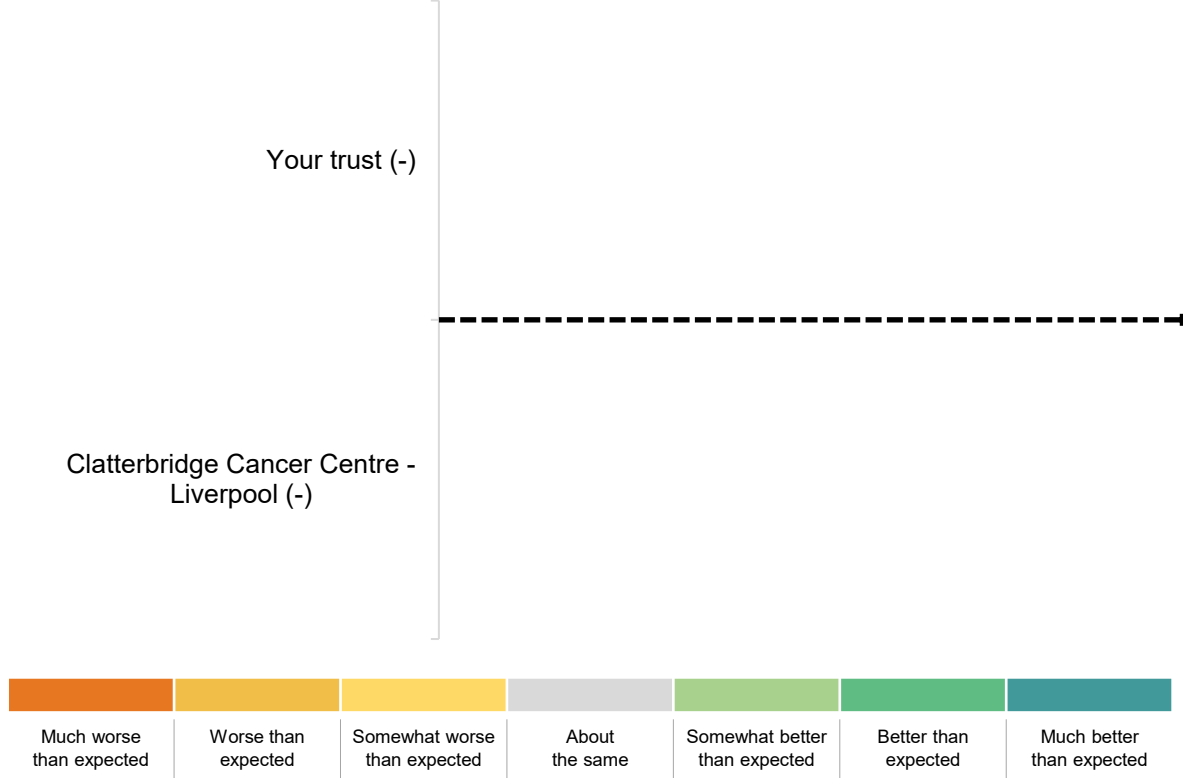 Your trust (-)
Clatterbridge Cancer Centre -
Liverpool (-)
Much worse
than expected
Worse than
expected
Somewhat worse
than expected
About
the same
Somewhat better
than expected
Better than
expected
Much better
than expected